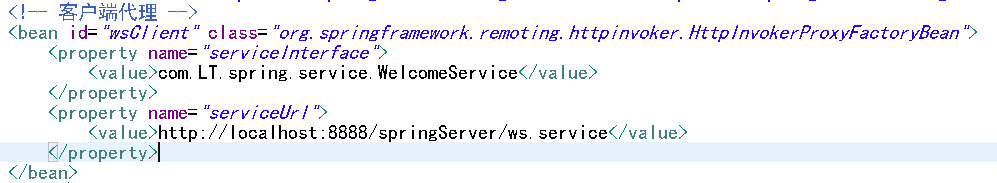 <!-- 客户端代理 -->
<bean id="wsClient" class="org.springframework.remoting.httpinvoker.HttpInvokerProxyFactoryBean">
<property name="serviceInterface">
<value>com.LT.spring.service.WelcomeService</value>
</property>
<property name="serviceUrl">
<value>http://localhost:8888/springServer/ws.service</value>
</property>
</bean>